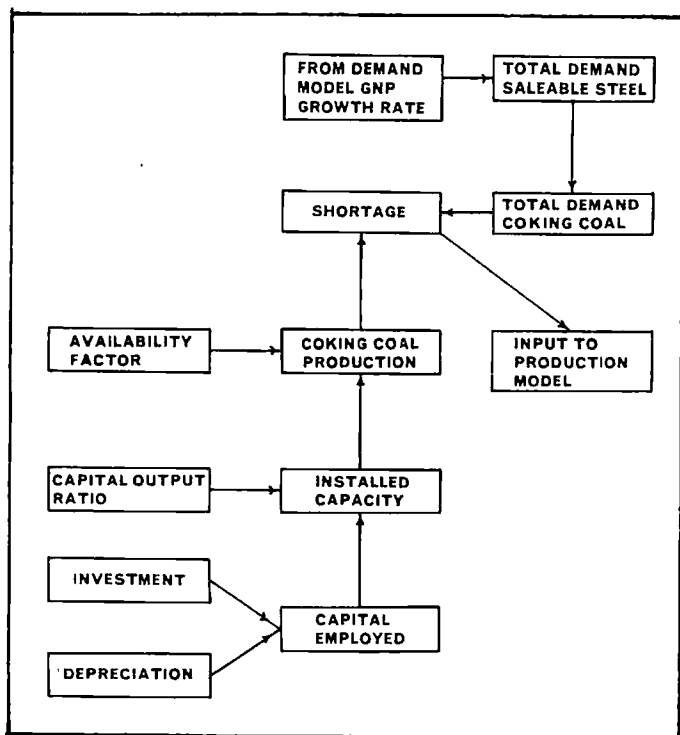 FROM DEMAND
MODEL GNP
GROWTH RATE
TOTAL DEMAND
SALEABLE STEEL
SHORTAGE
TOTAL DEMAND
COKING COAL
AVAILABILITY
FACTOR
COKING COAL
PRODUCTION
INPUT TO
PRODUCTION
MODEL
CAPITAL OUTPUT
RATIO
INSTALLED
CAPACITY
INVESTMENT
CAPITAL
EMPLOYED
DEPRECIATION